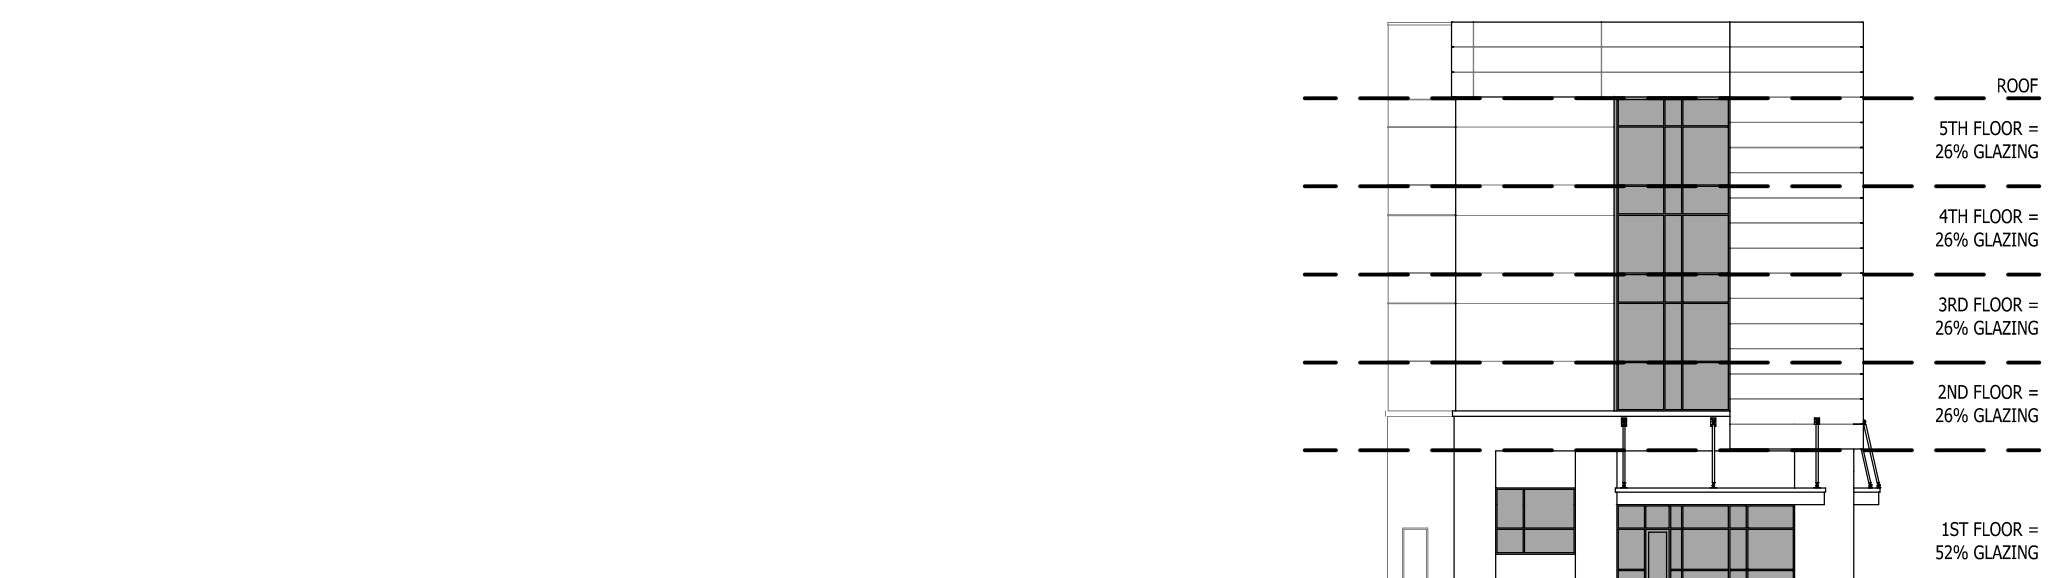 ROOF
5TH FLOOR =
26% GLAZING
4TH FLOOR =
26% GLAZING
3RD FLOOR =
26% GLAZING
2ND FLOOR =
26% GLAZING
1ST FLOOR =
52% GLAZING